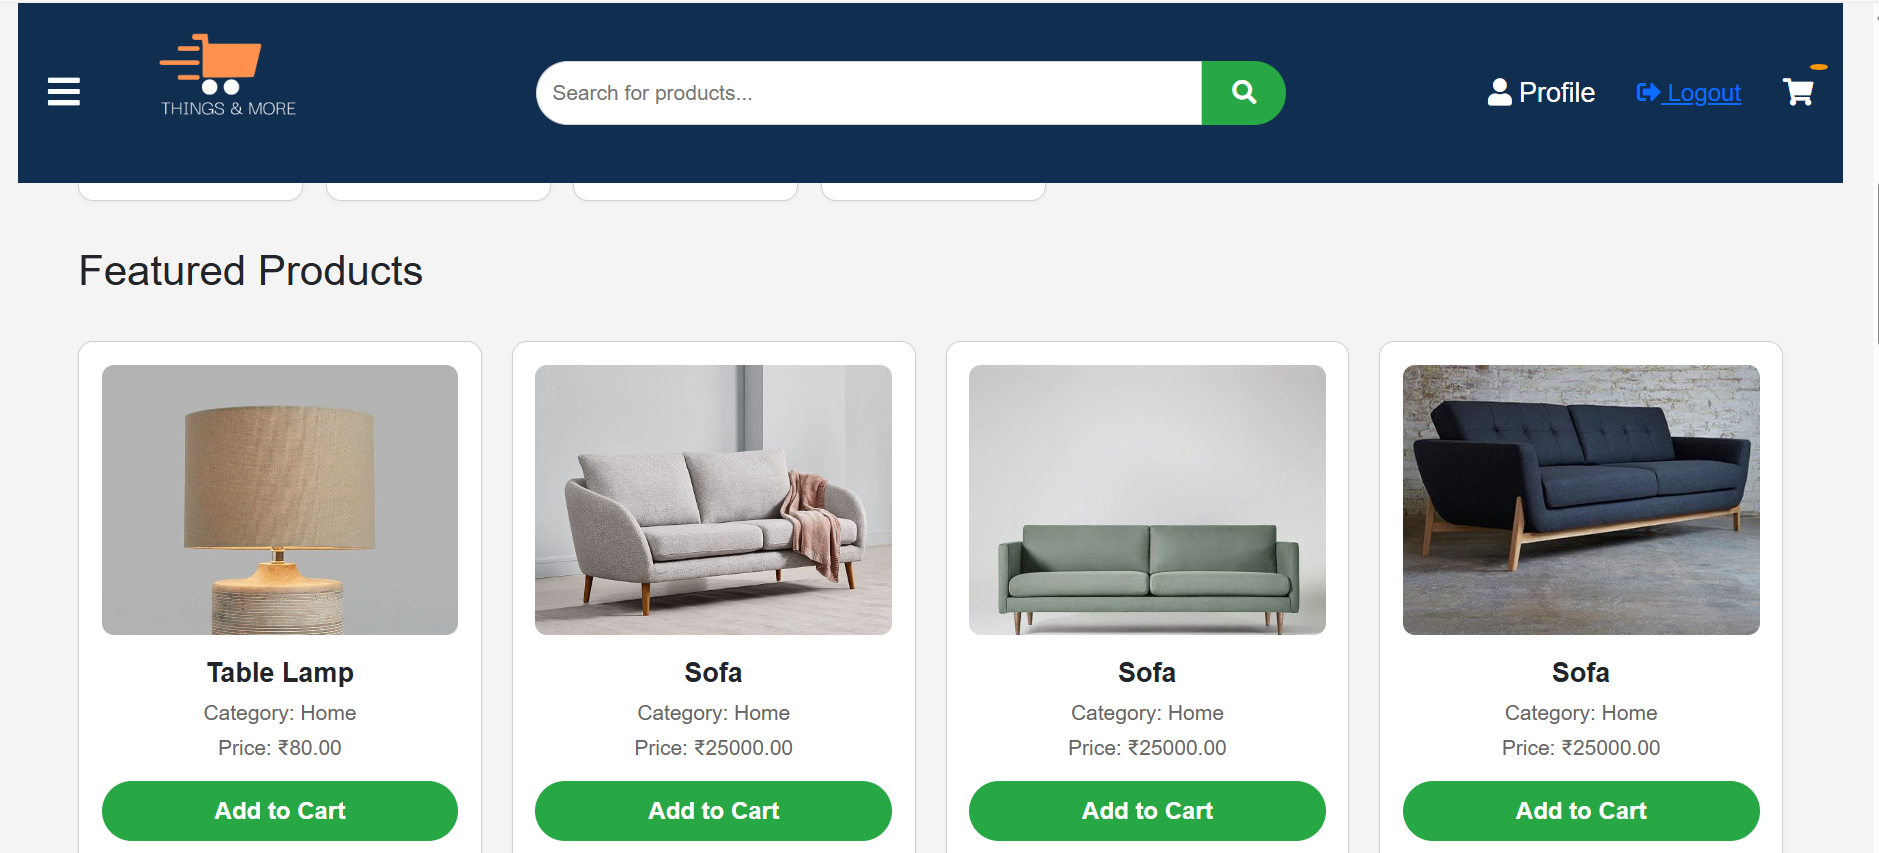 THINGS & MORE
Search for products...
Profile
Logout
Featured Products
Table Lamp
Category: Home
Price: ₹80.00
Add to Cart
Sofa
Category: Home
Price: ₹25000.00
Add to Cart
Sofa
Category: Home
Price: ₹25000.00
Add to Cart
Sofa
Category: Home
Price: ₹25000.00
Add to Cart